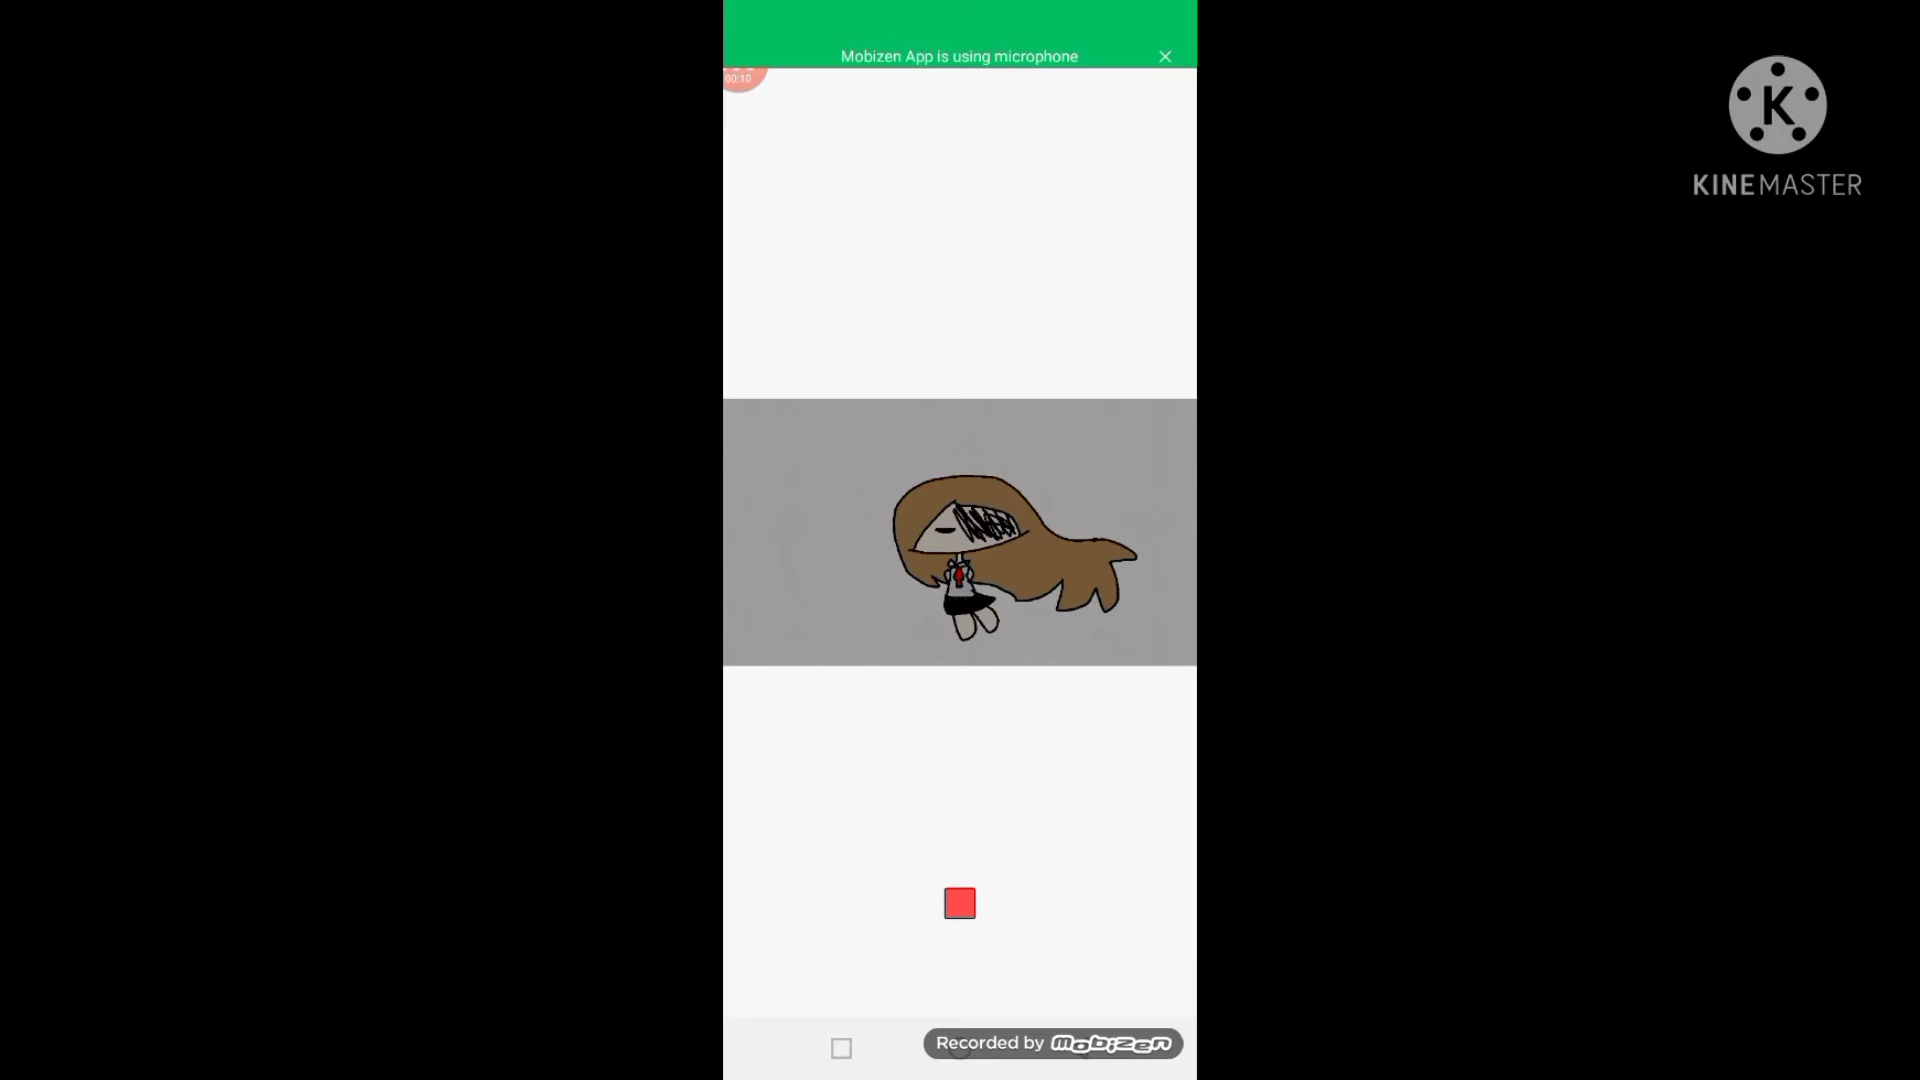 Mobizen App is using microphone
00:10
K
KINEMASTER
Recorded by mobizen